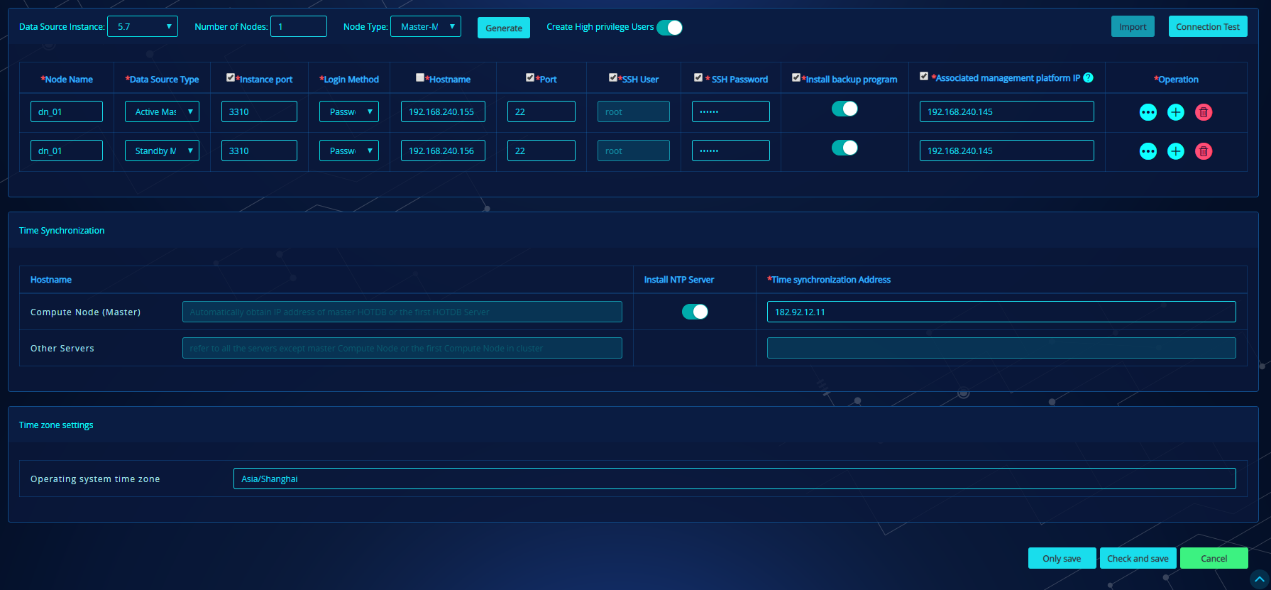 Data Source Instance: 5.7 Number of Nodes: 1 Node Type: Master-M Generate Create High privilege Users Import Connection Test
*Node Name *Data Source Type *Instance port *Login Method *Hostname *Port *SSH User * SSH Password *Install backup program *Associated management platform IP ? *Operation
dn_01 Active Mas 3310 Passw 192.168.240.155 22 root •••••• 192.168.240.145
dn_01 Standby M 3310 Passw 192.168.240.156 22 root •••••• 192.168.240.145
Time Synchronization
Hostname Install NTP Server *Time synchronization Address
Compute Node (Master) Automatically obtain IP address of master HOTDB or the first HOTDB Server 182.92.12.11
Other Servers refer to all the servers except master Compute Node or the first Compute Node in cluster
Time zone settings
Operating system time zone Asia/Shanghai
Only save Check and save Cancel